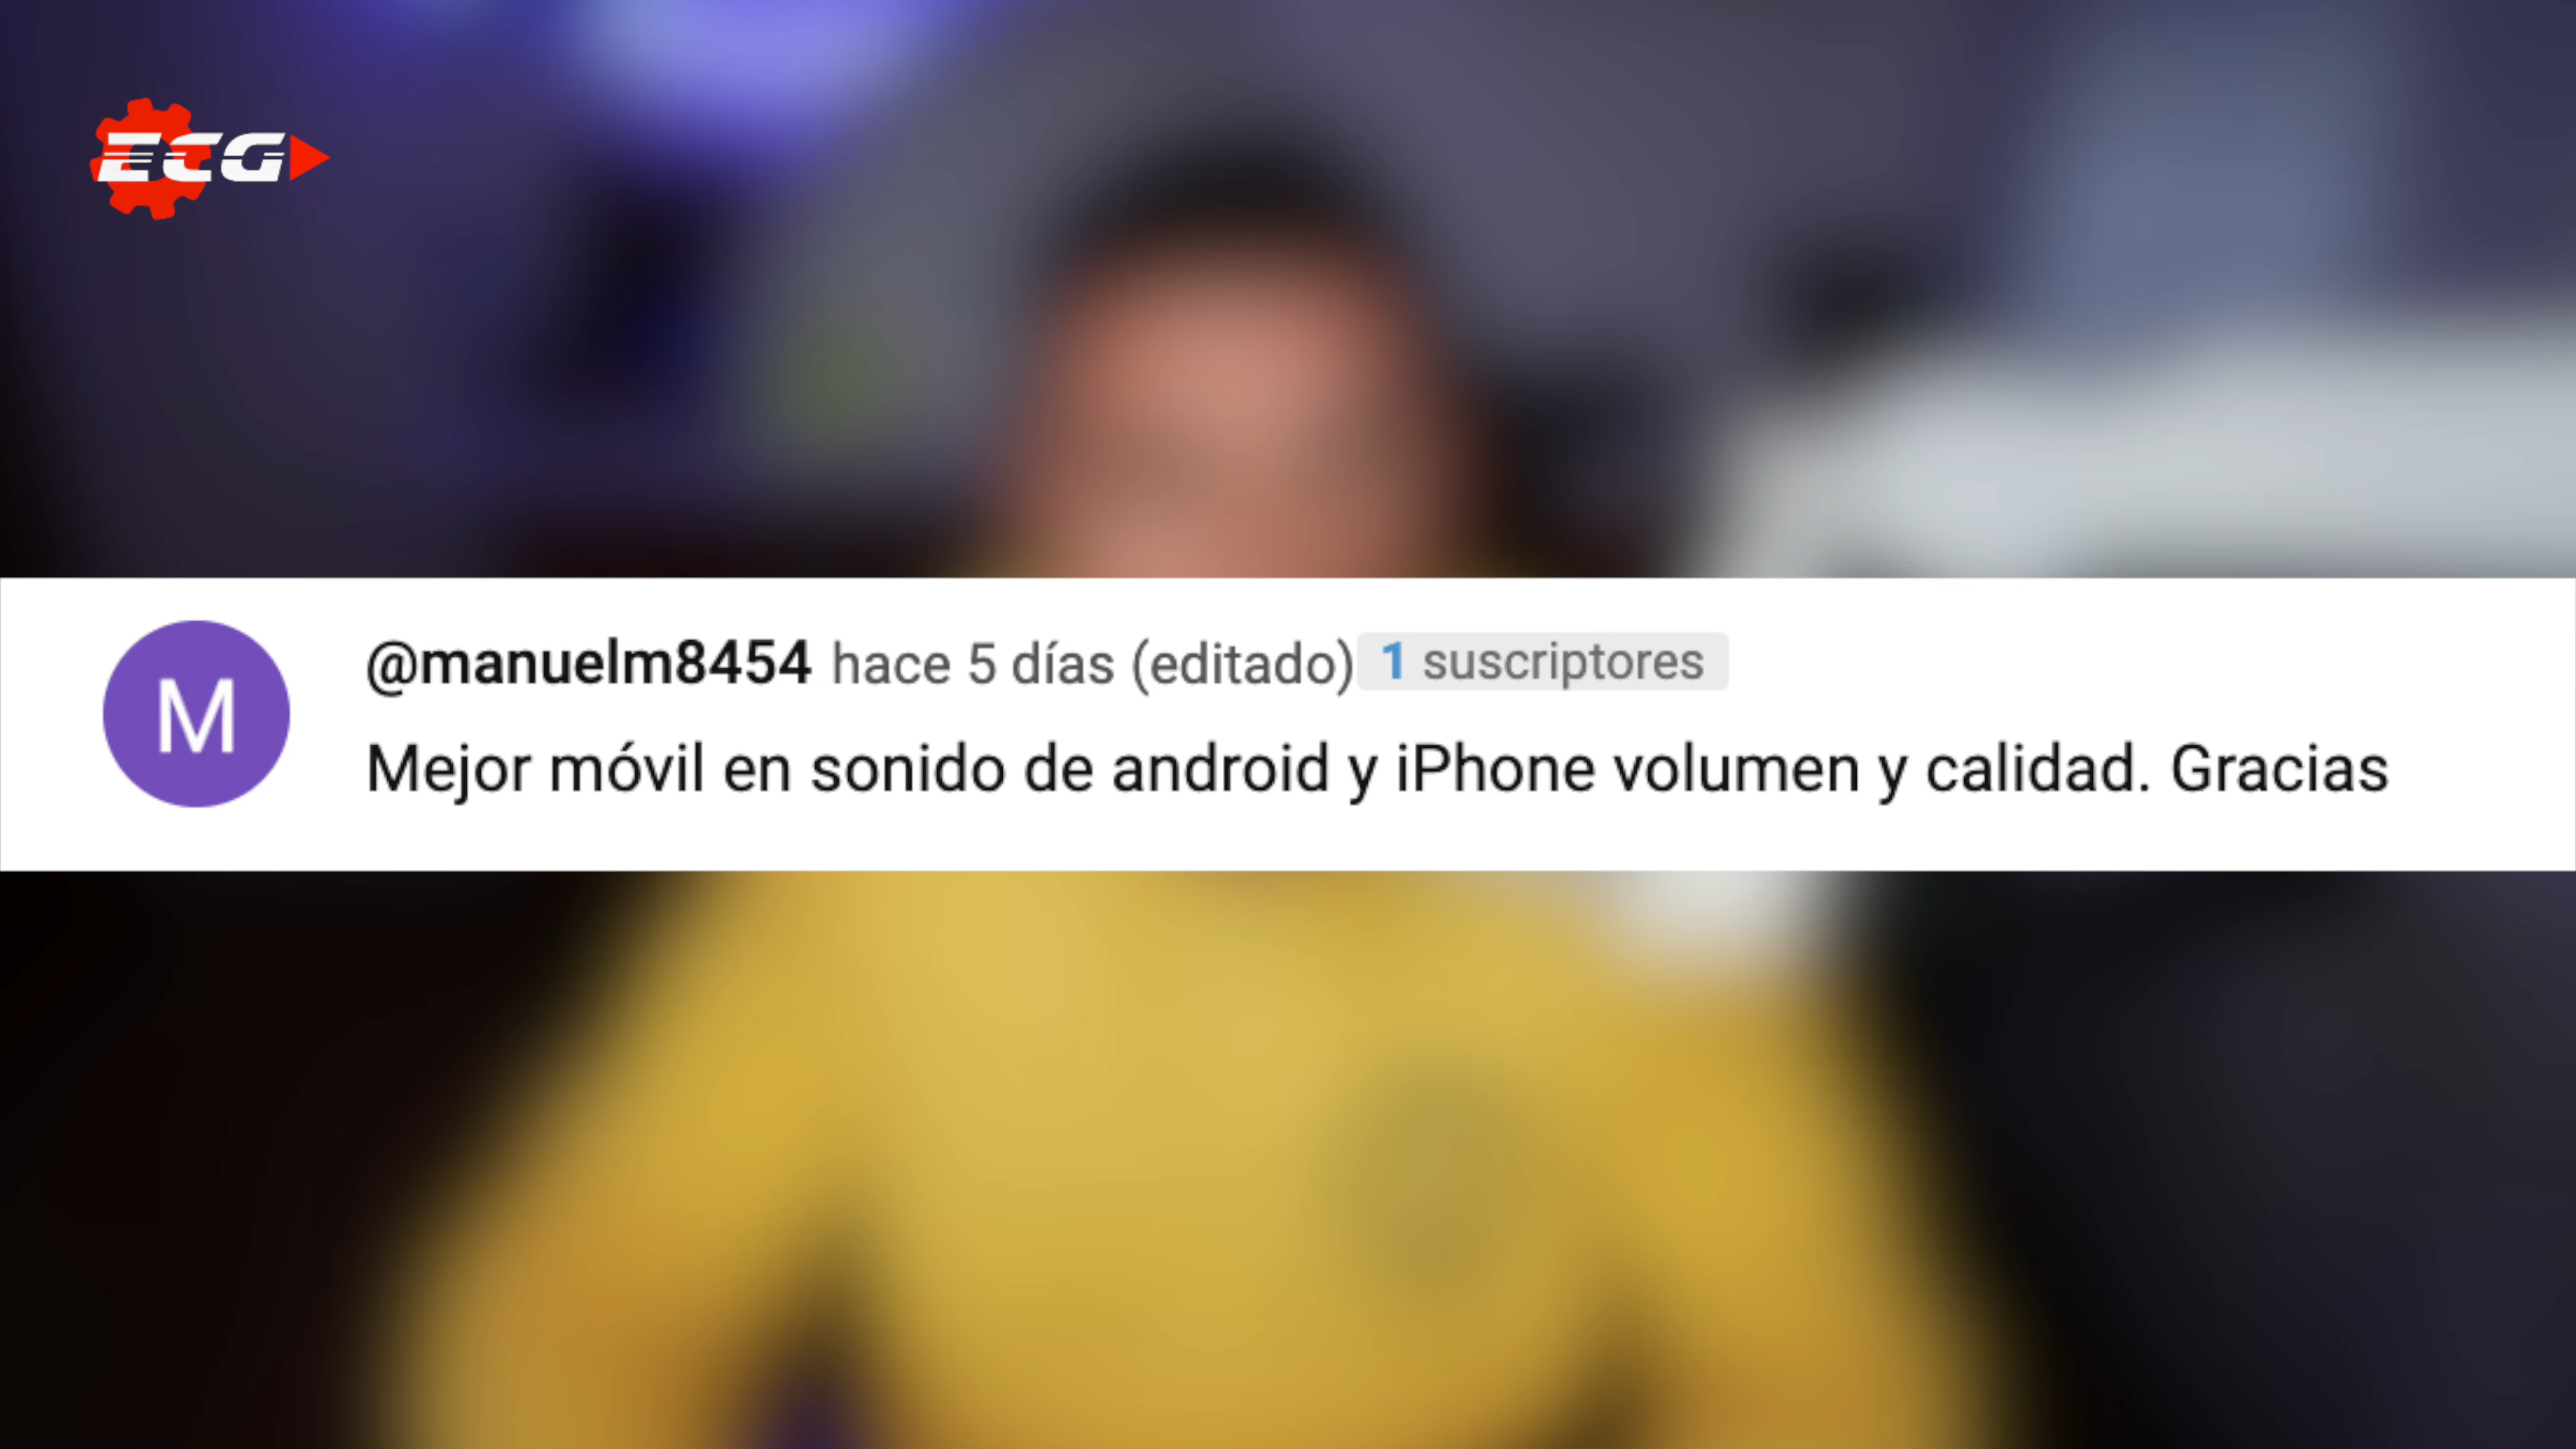 ECG
@manuelm8454 hace 5 días (editado) 1 suscriptores
M
Mejor móvil en sonido de android y iPhone volumen y calidad. Gracias